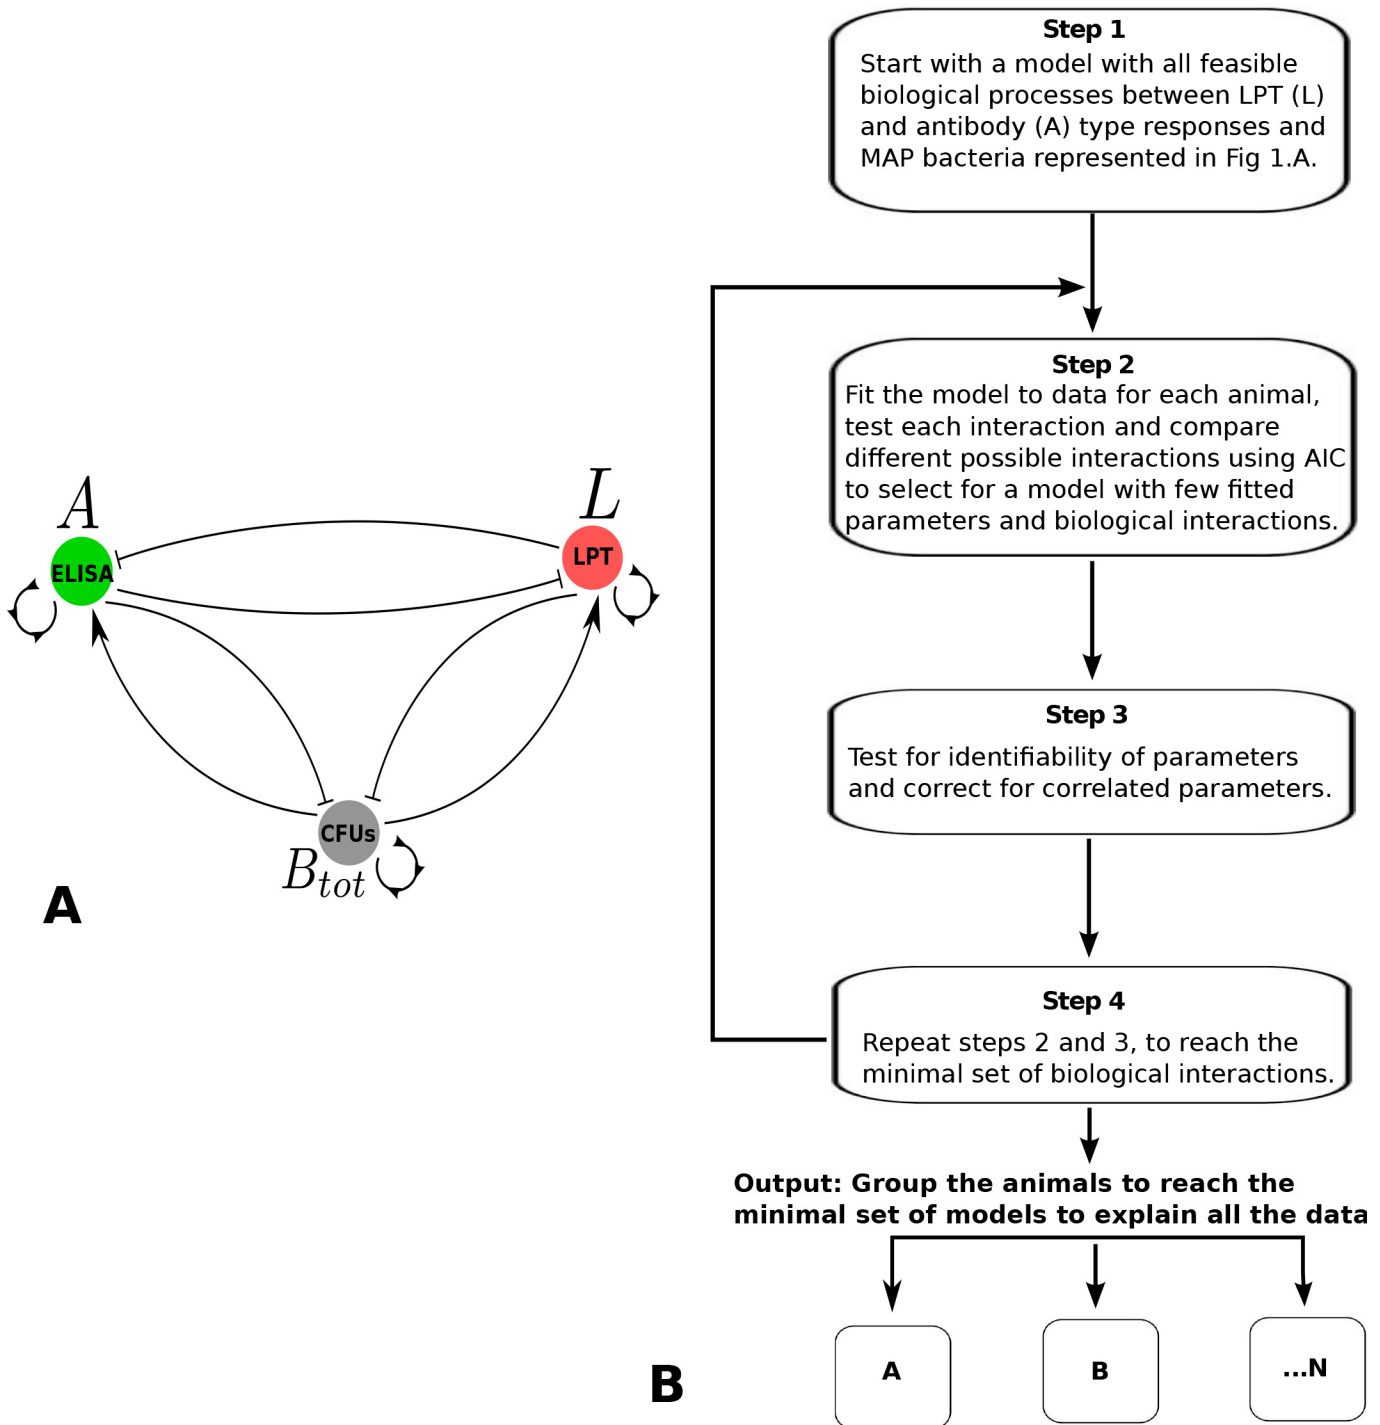 A
ELISA
L
LPT
CFUs
B_tot
A
Step 1
Start with a model with all feasible
biological processes between LPT (L)
and antibody (A) type responses and
MAP bacteria represented in Fig 1.A.
Step 2
Fit the model to data for each animal,
test each interaction and compare
different possible interactions using AIC
to select for a model with few fitted
parameters and biological interactions.
Step 3
Test for identifiability of parameters
and correct for correlated parameters.
Step 4
Repeat steps 2 and 3, to reach the
minimal set of biological interactions.
Output: Group the animals to reach the
minimal set of models to explain all the data
A
B
...N
B